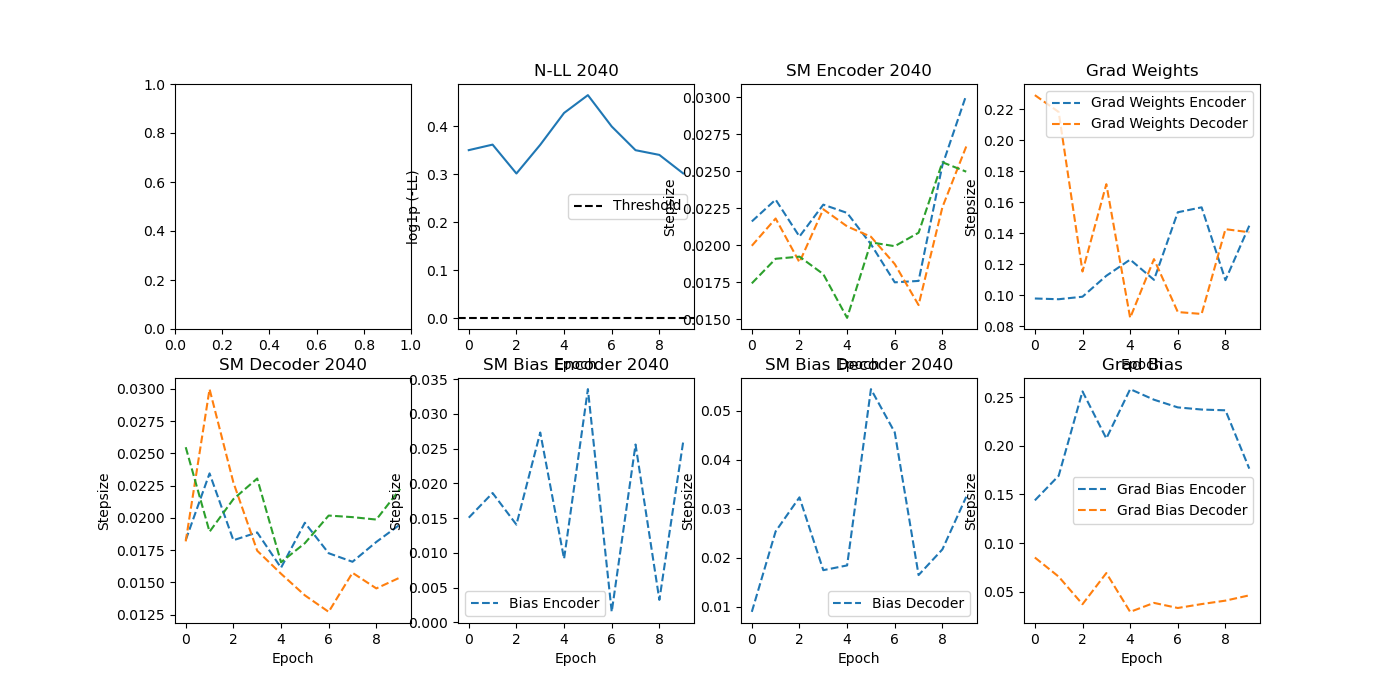 1.0
0.8
0.6
0.4
0.2
0.0
0.0 0.2 0.4 0.6 0.8 1.0
N-LL 2040
log1p (-LL)
0.4
0.3
0.2
0.1
0.0
Threshold
0 2 4 6 8
Epoch
SM Encoder 2040
Stepsize
0.0300
0.0275
0.0250
0.0225
0.0200
0.0175
0.0150
0 2 4 6 8
Epoch
Grad Weights
Stepsize
0.22
0.20
0.18
0.16
0.14
0.12
0.10
0.08
Grad Weights Encoder
Grad Weights Decoder
0 2 4 6 8
Epoch
SM Decoder 2040
Stepsize
0.0300
0.0275
0.0250
0.0225
0.0200
0.0175
0.0150
0.0125
0 2 4 6 8
Epoch
SM Bias Encoder 2040
Stepsize
0.035
0.030
0.025
0.020
0.015
0.010
0.005
0.000
Bias Encoder
0 2 4 6 8
Epoch
SM Bias Decoder 2040
Stepsize
0.05
0.04
0.03
0.02
0.01
Bias Decoder
0 2 4 6 8
Epoch
Grad Bias
Stepsize
0.25
0.20
0.15
0.10
0.05
Grad Bias Encoder
Grad Bias Decoder
0 2 4 6 8
Epoch